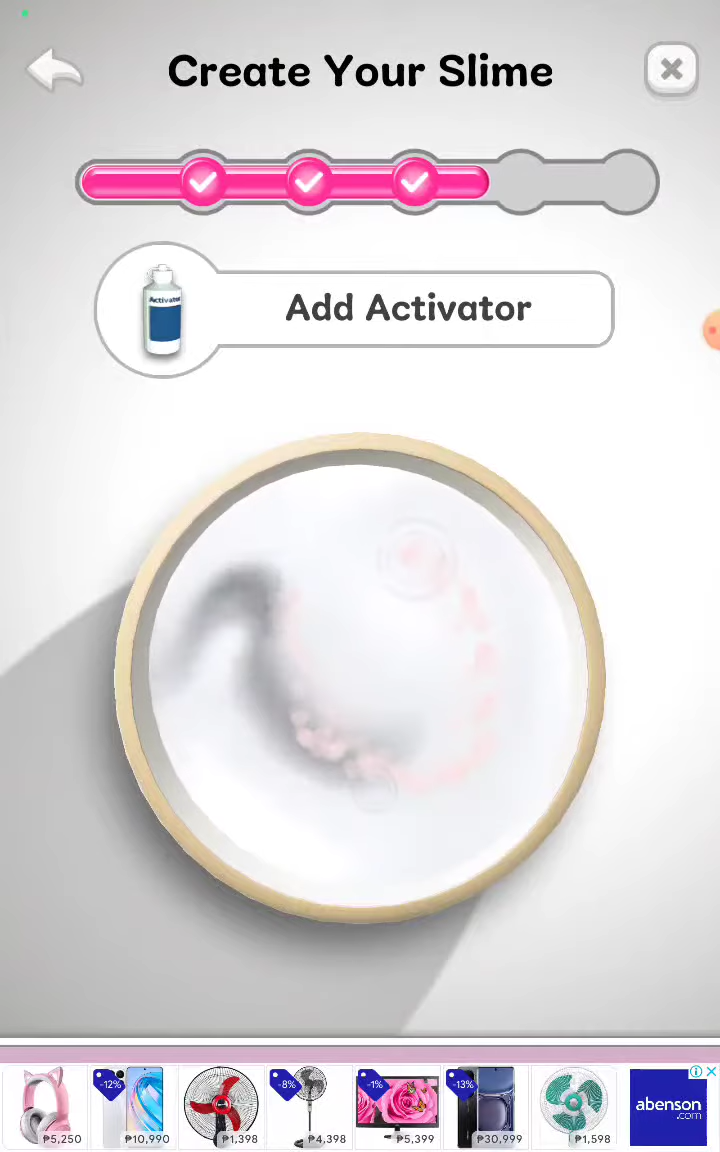 Create Your Slime
Activator
Add Activator
₱5,250
-12%
₱10,990
₱1,398
-8%
₱4,398
-1%
₱5,399
-13%
₱30,999
₱1,598
abenson
.com